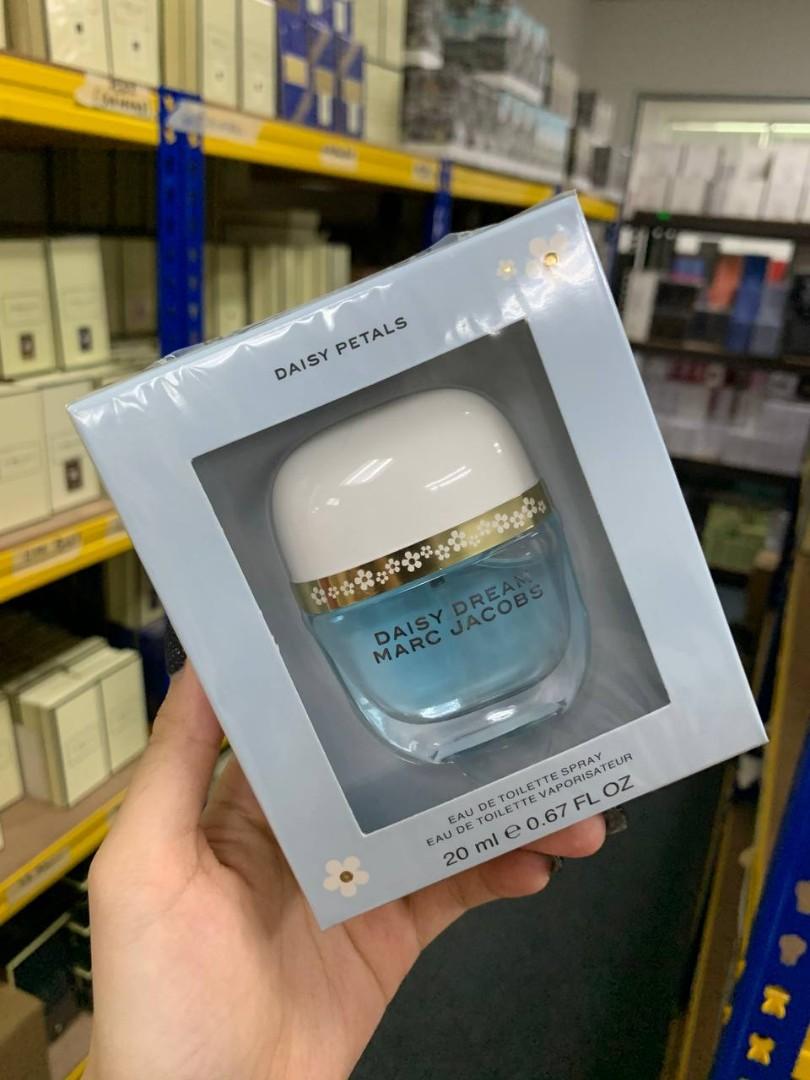 DAISY PETALS
DAISY DREAM
MARC JACOBS
EAU DE TOILETTE SPRAY
EAU DE TOILETTE VAPORISATEUR
20 ml ℮ 0.67 FL OZ